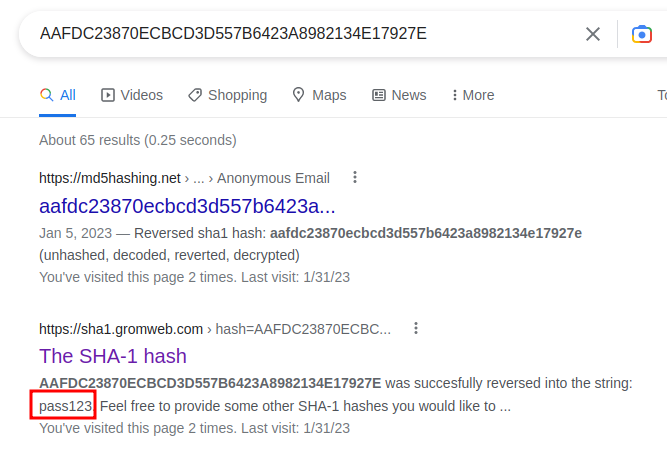 AAFDC23870ECBCD3D557B6423A8982134E17927E
All Videos Shopping Maps News More To
About 65 results (0.25 seconds)
https://md5hashing.net › ... › Anonymous Email
aafdc23870ecbcd3d557b6423a...
Jan 5, 2023 — Reversed sha1 hash: aafdc23870ecbcd3d557b6423a8982134e17927e
(unhashed, decoded, reverted, decrypted)
You've visited this page 2 times. Last visit: 1/31/23
https://sha1.gromweb.com › hash=AAFDC23870ECBC...
The SHA-1 hash
AAFDC23870ECBCD3D557B6423A8982134E17927E was succesfully reversed into the string:
pass123. Feel free to provide some other SHA-1 hashes you would like to ...
You've visited this page 2 times. Last visit: 1/31/23